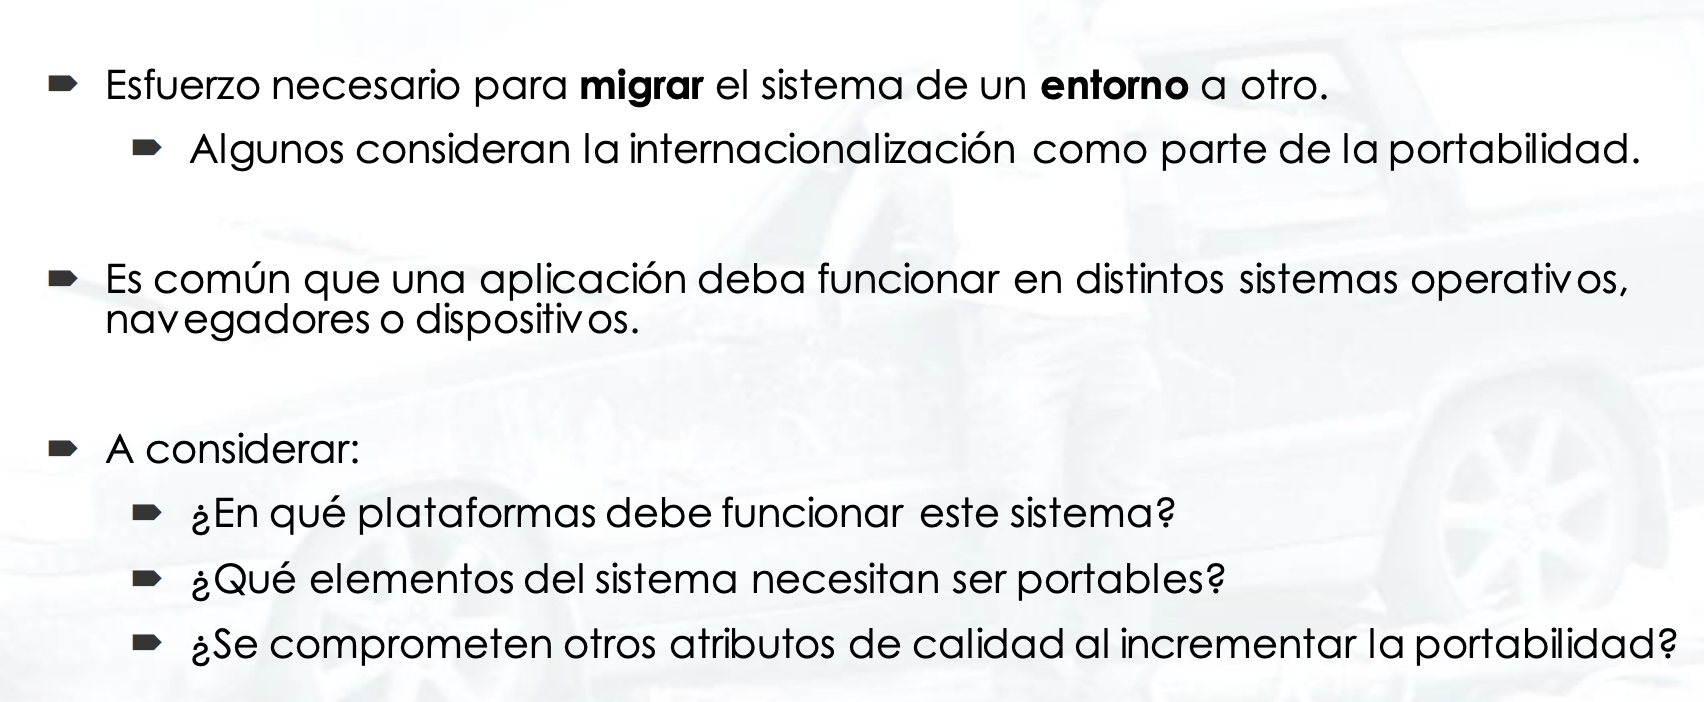 Esfuerzo necesario para migrar el sistema de un entorno a otro.
Algunos consideran la internacionalización como parte de la portabilidad.
Es común que una aplicación deba funcionar en distintos sistemas operativos,
navegadores o dispositivos.
A considerar:
¿En qué plataformas debe funcionar este sistema?
¿Qué elementos del sistema necesitan ser portables?
¿Se comprometen otros atributos de calidad al incrementar la portabilidad?